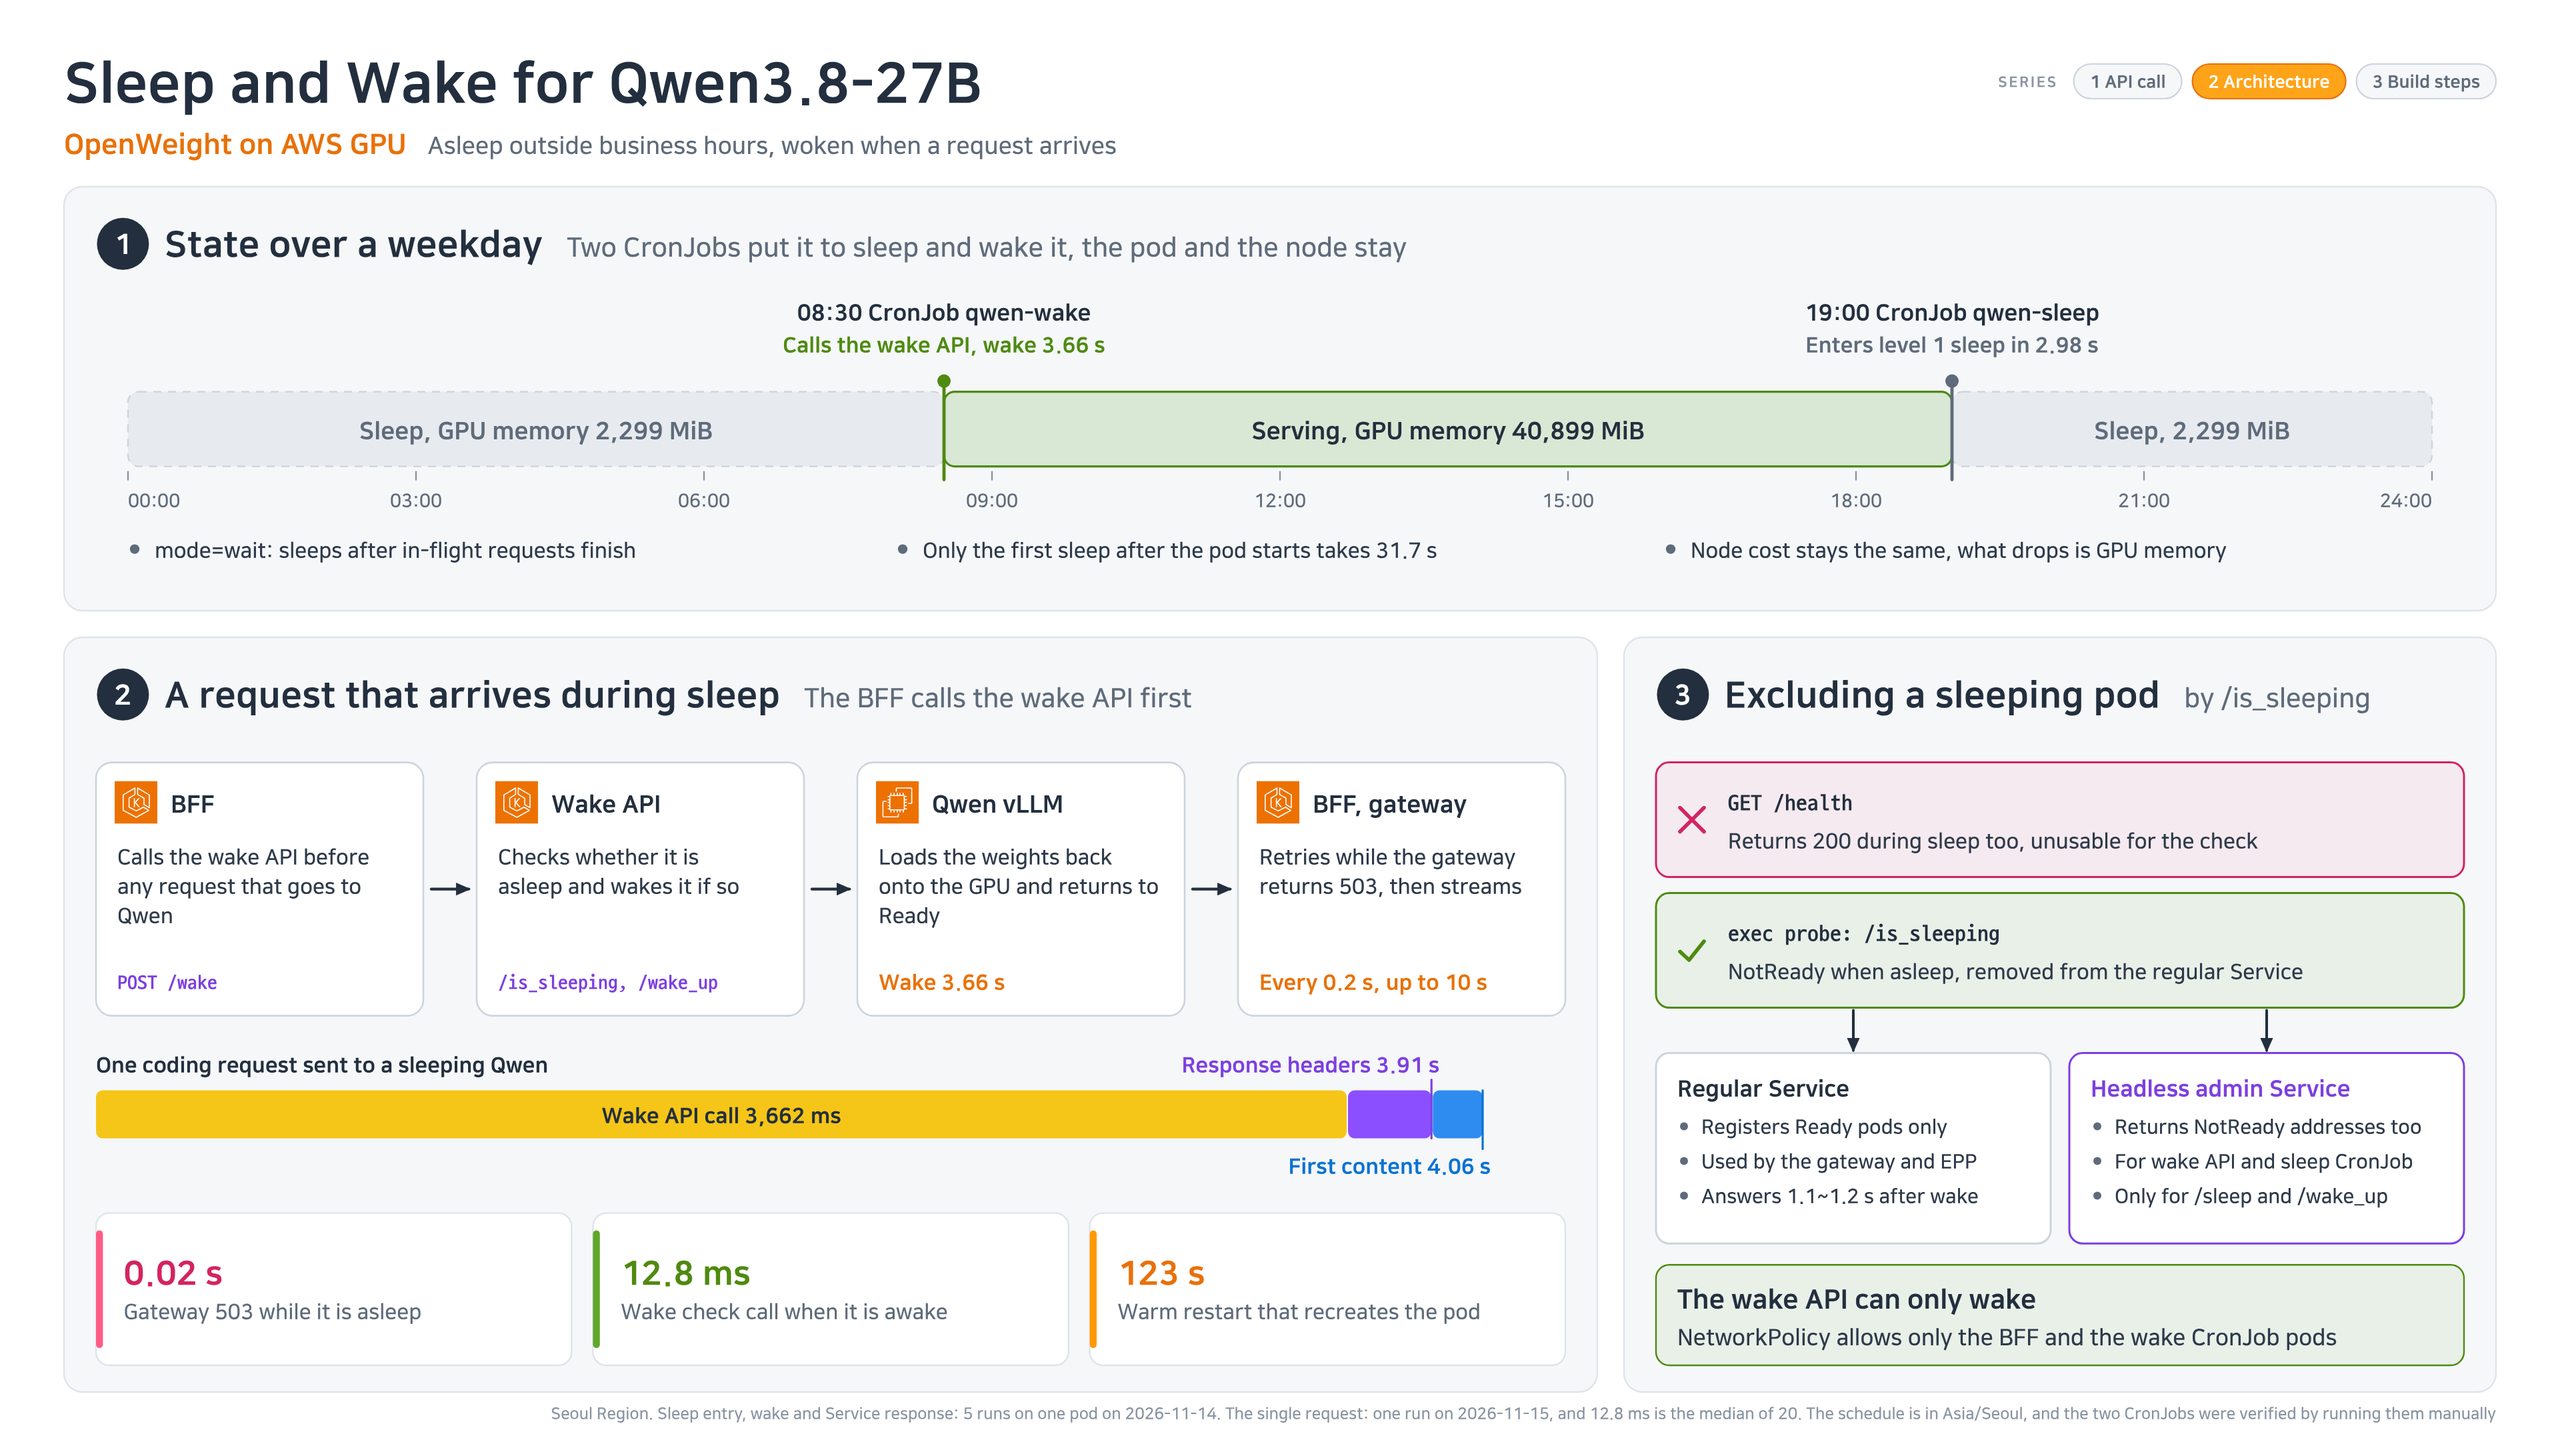 Sleep and Wake for Qwen3.8-27B
SERIES
1 API call
2 Architecture
3 Build steps
OpenWeight on AWS GPU
Asleep outside business hours, woken when a request arrives
1
State over a weekday
Two CronJobs put it to sleep and wake it, the pod and the node stay
08:30 CronJob qwen-wake
Calls the wake API, wake 3.66 s
19:00 CronJob qwen-sleep
Enters level 1 sleep in 2.98 s
Sleep, GPU memory 2,299 MiB
Serving, GPU memory 40,899 MiB
Sleep, 2,299 MiB
00:00
03:00
06:00
09:00
12:00
15:00
18:00
21:00
24:00
mode=wait: sleeps after in-flight requests finish
Only the first sleep after the pod starts takes 31.7 s
Node cost stays the same, what drops is GPU memory
2
A request that arrives during sleep
The BFF calls the wake API first
BFF
Calls the wake API before
any request that goes to
Qwen
POST /wake
Wake API
Checks whether it is
asleep and wakes it if so
/is_sleeping, /wake_up
Qwen vLLM
Loads the weights back
onto the GPU and returns to
Ready
Wake 3.66 s
BFF, gateway
Retries while the gateway
returns 503, then streams
Every 0.2 s, up to 10 s
One coding request sent to a sleeping Qwen
Response headers 3.91 s
Wake API call 3,662 ms
First content 4.06 s
0.02 s
Gateway 503 while it is asleep
12.8 ms
Wake check call when it is awake
123 s
Warm restart that recreates the pod
3
Excluding a sleeping pod
by /is_sleeping
GET /health
Returns 200 during sleep too, unusable for the check
exec probe: /is_sleeping
NotReady when asleep, removed from the regular Service
Regular Service
Registers Ready pods only
Used by the gateway and EPP
Answers 1.1~1.2 s after wake
Headless admin Service
Returns NotReady addresses too
For wake API and sleep CronJob
Only for /sleep and /wake_up
The wake API can only wake
NetworkPolicy allows only the BFF and the wake CronJob pods
Seoul Region. Sleep entry, wake and Service response: 5 runs on one pod on 2026-11-14. The single request: one run on 2026-11-15, and 12.8 ms is the median of 20. The schedule is in Asia/Seoul, and the two CronJobs were verified by running them manually